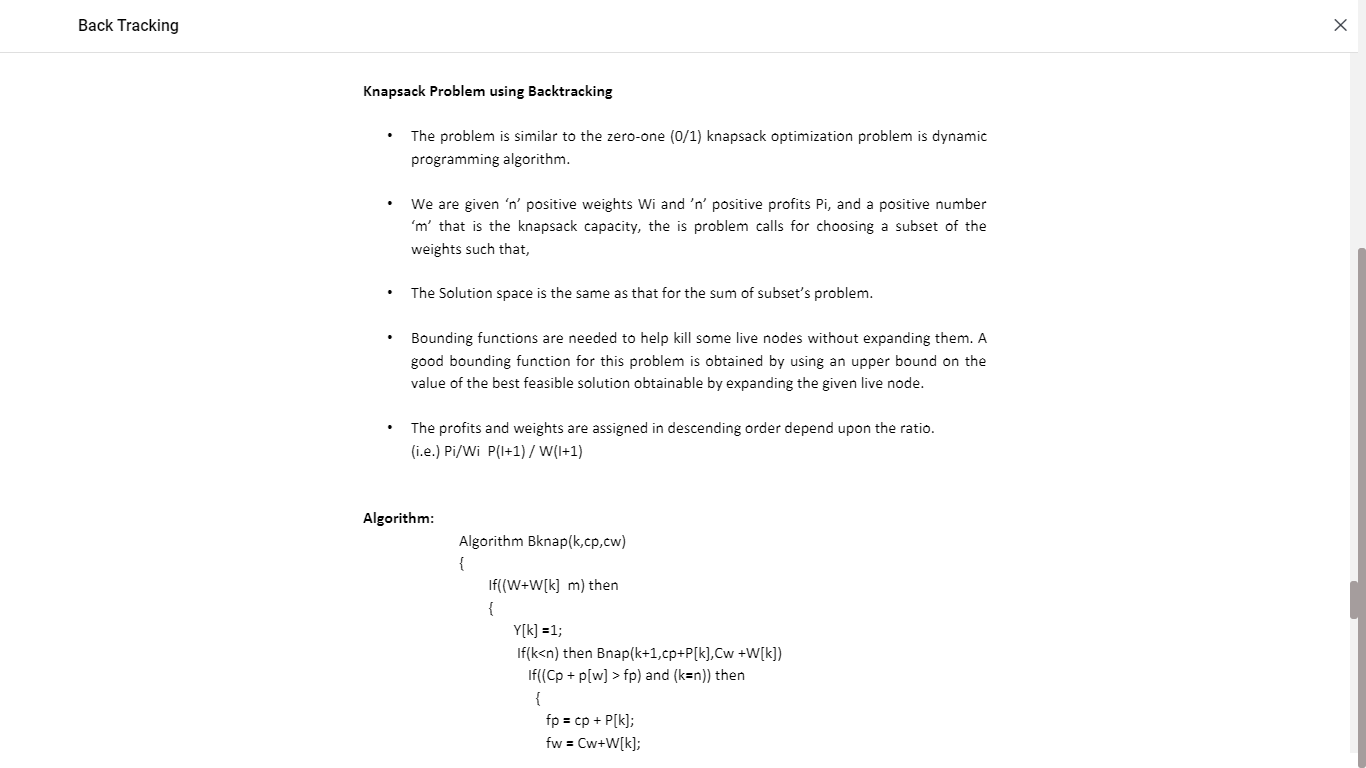 Back Tracking
Knapsack Problem using Backtracking
• The problem is similar to the zero-one (0/1) knapsack optimization problem is dynamic
programming algorithm.
• We are given ‘n’ positive weights Wi and ’n’ positive profits Pi, and a positive number
‘m’ that is the knapsack capacity, the is problem calls for choosing a subset of the
weights such that,
• The Solution space is the same as that for the sum of subset’s problem.
• Bounding functions are needed to help kill some live nodes without expanding them. A
good bounding function for this problem is obtained by using an upper bound on the
value of the best feasible solution obtainable by expanding the given live node.
• The profits and weights are assigned in descending order depend upon the ratio.
(i.e.) Pi/Wi  P(I+1) / W(I+1)
Algorithm:
Algorithm Bknap(k,cp,cw)
{
If((W+W[k]  m) then
{
Y[k] =1;
If(k<n) then Bnap(k+1,cp+P[k],Cw +W[k])
If((Cp + p[w] > fp) and (k=n)) then
{
fp = cp + P[k];
fw = Cw+W[k];